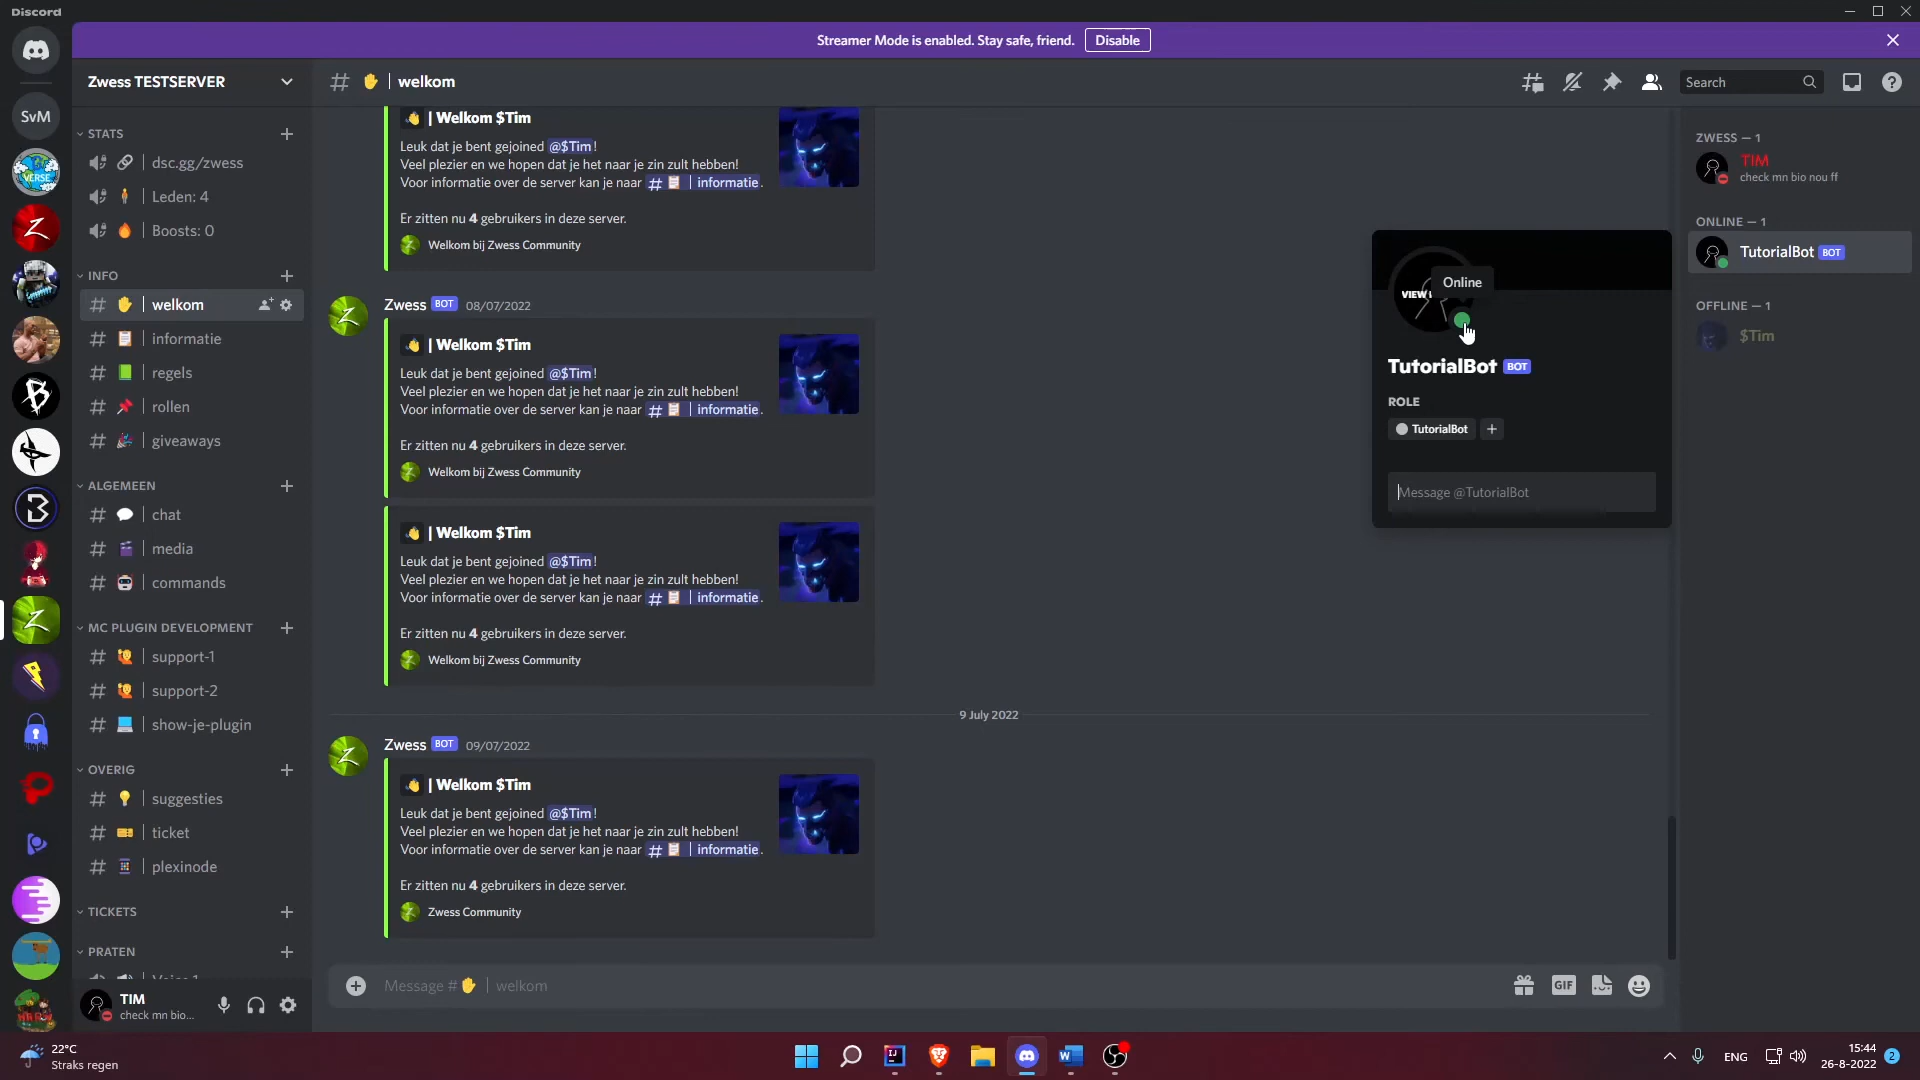 Discord
Streamer Mode is enabled. Stay safe, friend.
Disable
SvM
VERSE
Zwess TESTSERVER
STATS
dsc.gg/zwess
Leden: 4
Boosts: 0
INFO
# | welkom
# | informatie
# | regels
# | rollen
# | giveaways
ALGEMEEN
# | chat
# | media
# | commands
MC PLUGIN DEVELOPMENT
# | support-1
# | support-2
# | show-je-plugin
OVERIG
# | suggesties
# | ticket
# | plexinode
TICKETS
PRATEN
TIM
check mn bio...
# | welkom
Search
| Welkom $Tim
Leuk dat je bent gejoined @$Tim!
Veel plezier en we hopen dat je het naar je zin zult hebben!
Voor informatie over de server kan je naar # | informatie.
Er zitten nu 4 gebruikers in deze server.
Welkom bij Zwess Community
Zwess BOT 08/07/2022
| Welkom $Tim
Leuk dat je bent gejoined @$Tim!
Veel plezier en we hopen dat je het naar je zin zult hebben!
Voor informatie over de server kan je naar # | informatie.
Er zitten nu 4 gebruikers in deze server.
Welkom bij Zwess Community
| Welkom $Tim
Leuk dat je bent gejoined @$Tim!
Veel plezier en we hopen dat je het naar je zin zult hebben!
Voor informatie over de server kan je naar # | informatie.
Er zitten nu 4 gebruikers in deze server.
Welkom bij Zwess Community
9 July 2022
Zwess BOT 09/07/2022
| Welkom $Tim
Leuk dat je bent gejoined @$Tim!
Veel plezier en we hopen dat je het naar je zin zult hebben!
Voor informatie over de server kan je naar # | informatie.
Er zitten nu 4 gebruikers in deze server.
Zwess Community
Message # | welkom
GIF
Online
VIEW
TutorialBot BOT
ROLE
TutorialBot +
Message @TutorialBot
ZWESS — 1
TIM
check mn bio nou ff
ONLINE — 1
TutorialBot BOT
OFFLINE — 1
$Tim
22°C
Straks regen
ENG
15:44
26-8-2022
2